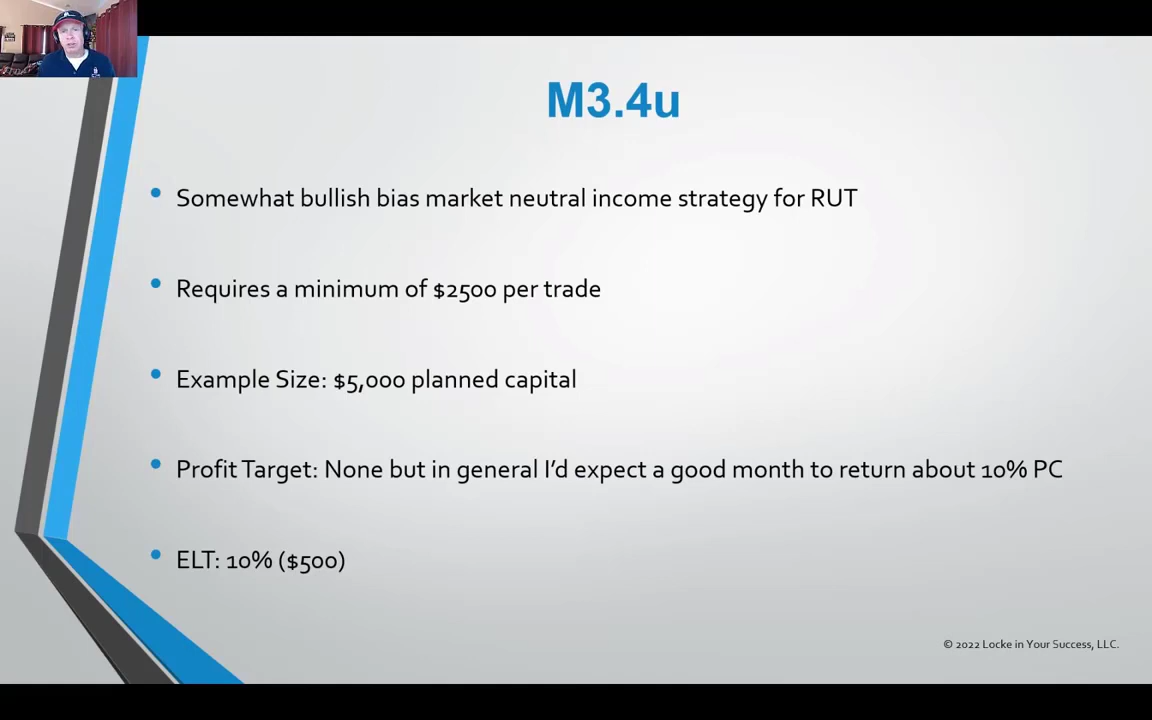 M3.4u
• Somewhat bullish bias market neutral income strategy for RUT
• Requires a minimum of $2500 per trade
• Example Size: $5,000 planned capital
• Profit Target: None but in general I’d expect a good month to return about 10% PC
• ELT: 10% ($500)
© 2022 Locke in Your Success, LLC.